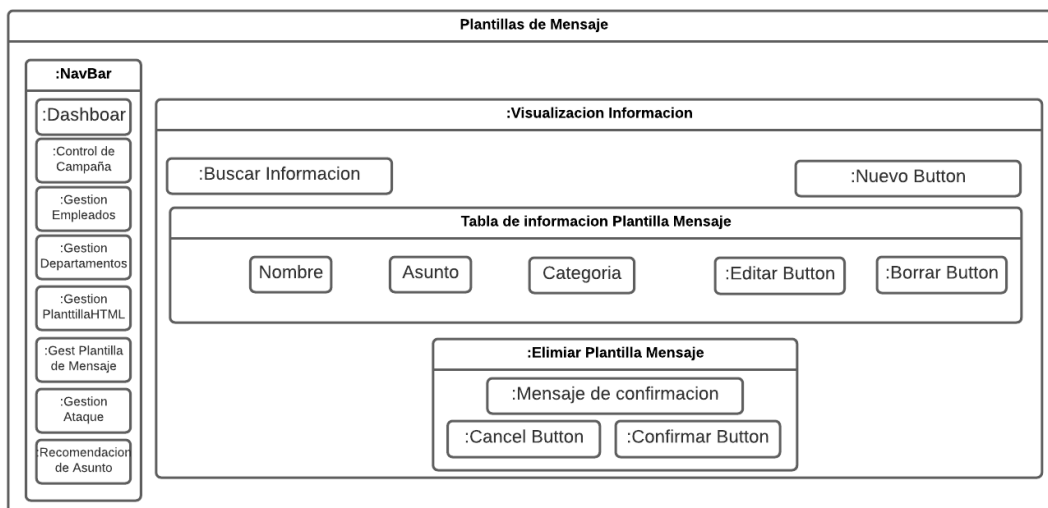 Plantillas de Mensaje
:NavBar
:Dashboar
:Control de
Campaña
:Gestion
Empleados
:Gestion
Departamentos
:Gestion
PlanttillaHTML
:Gest Plantilla
de Mensaje
:Gestion
Ataque
:Recomendacion
de Asunto
:Visualizacion Informacion
:Buscar Informacion
:Nuevo Button
Tabla de informacion Plantilla Mensaje
Nombre
Asunto
Categoria
:Editar Button
:Borrar Button
:Elimiar Plantilla Mensaje
:Mensaje de confirmacion
:Cancel Button
:Confirmar Button